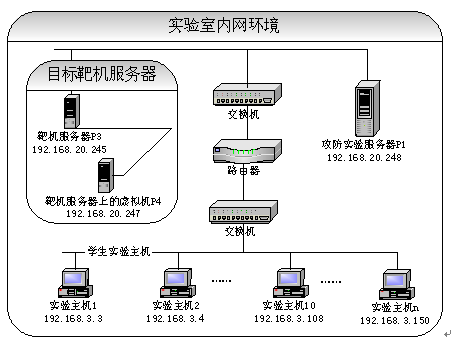 实验室内网环境
目标靶机服务器
靶机服务器P3
192.168.20.245
靶机服务器上的虚拟机P4
192.168.20.247
交换机
路由器
交换机
攻防实验服务器P1
192.168.20.248
学生实验主机
实验主机1
192.168.3.3
实验主机2
192.168.3.4
……
实验主机10
192.168.3.108
……
实验主机n
192.168.3.150